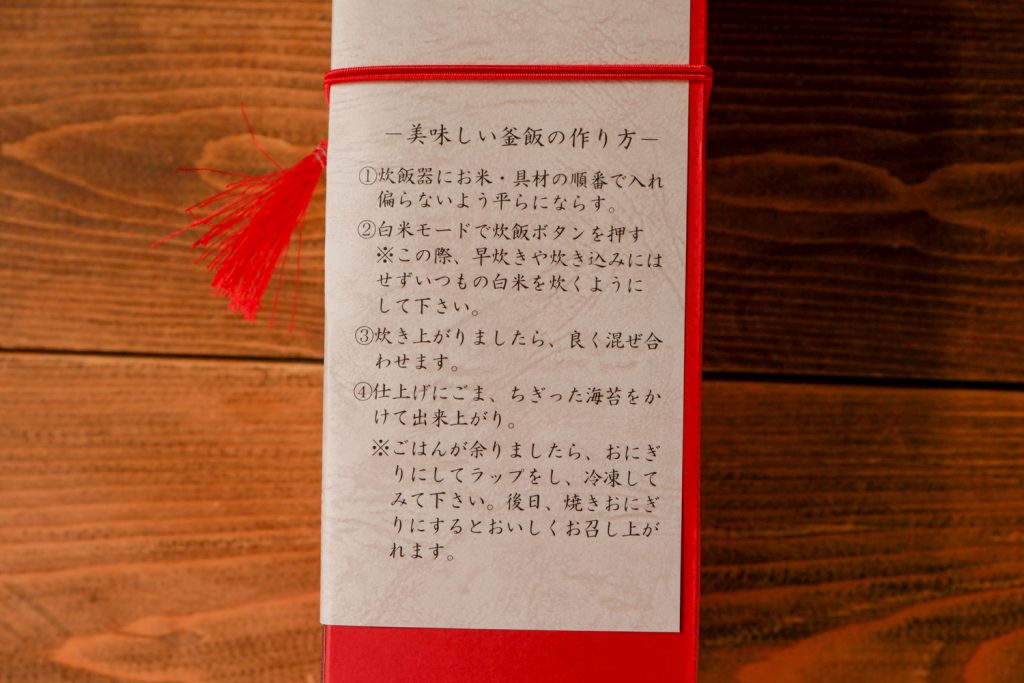 ―美味しい釜飯の作り方―
①炊飯器にお米・具材の順番で入れ
偏らないよう平らにならす。
②白米モードで炊飯ボタンを押す
※この際、早炊きや炊き込みには
せずいつもの白米を炊くように
して下さい。
③炊き上がりましたら、良く混ぜ合
わせます。
④仕上げにごま、ちぎった海苔をか
けて出来上がり。
※ごはんが余りましたら、おにぎ
りにしてラップをし、冷凍して
みて下さい。後日、焼きおにぎ
りにするとおいしくお召し上が
れます。